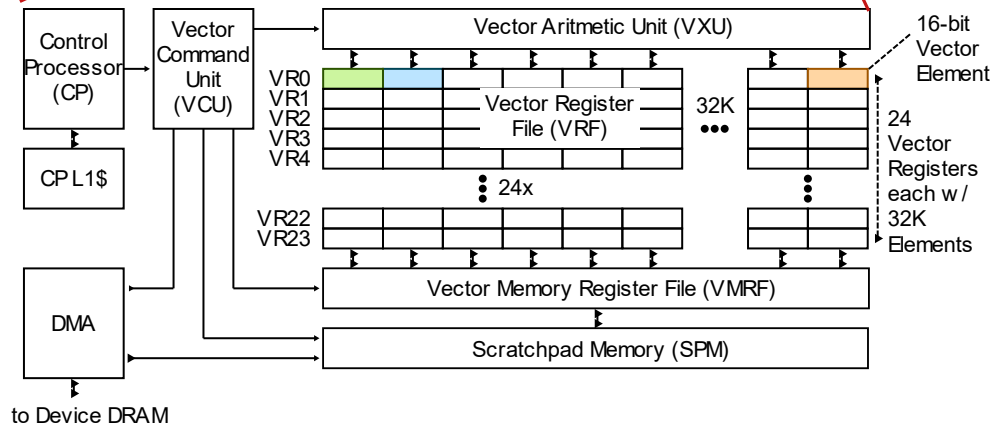 Control
Processor
(CP)
Vector
Command
Unit
(VCU)
Vector Aritmetic Unit (VXU)
16-bit
Vector
Element
VR0
VR1
VR2
VR3
VR4
Vector Register
File (VRF)
32K
24
Vector
Registers
each w/
32K
Elements
CP L1$
24x
VR22
VR23
Vector Memory Register File (VMRF)
DMA
Scratchpad Memory (SPM)
to Device DRAM